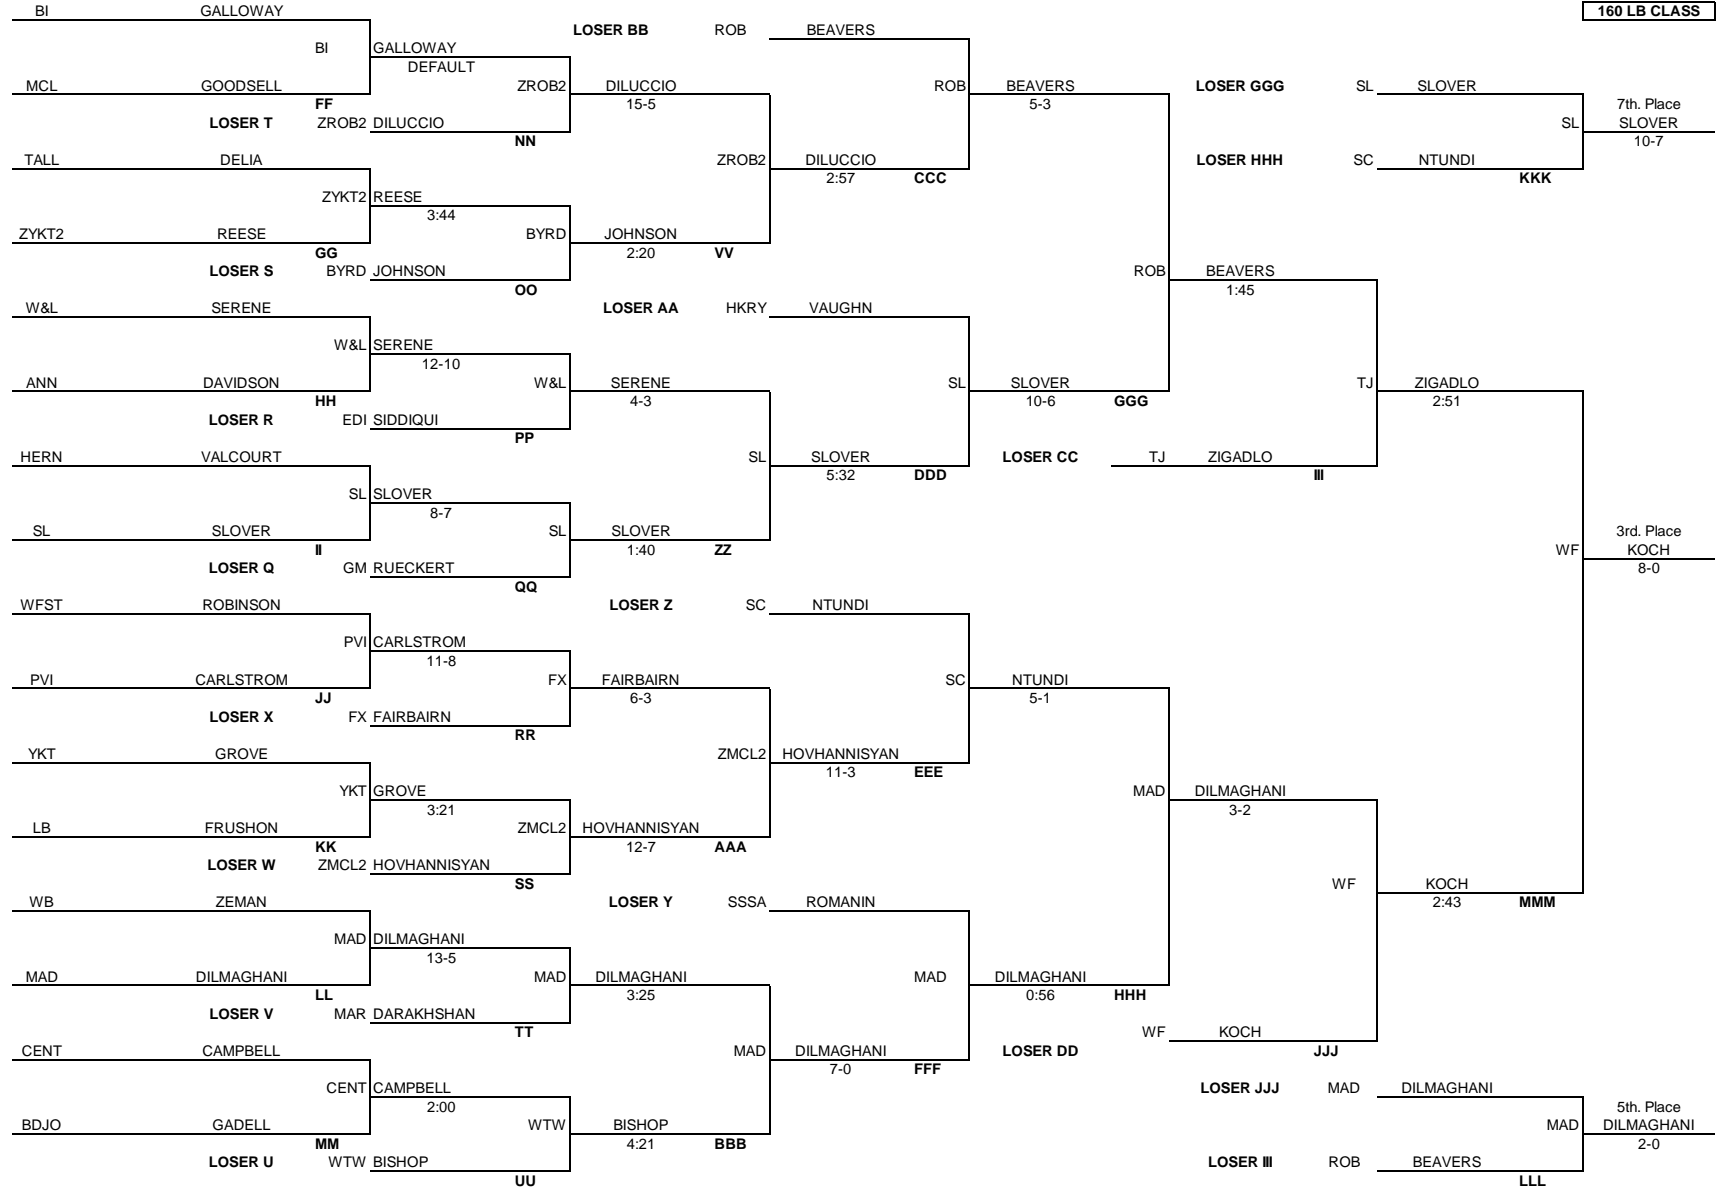 BI GALLOWAY 160 LB CLASS
LOSER BB ROB BEAVERS
BI GALLOWAY
DEFAULT
MCL GOODSELL ZROB2 DILUCCIO ROB BEAVERS LOSER GGG SL SLOVER
FF 15-5 5-3 7th. Place
LOSER T ZROB2 DILUCCIO SL SLOVER
NN 10-7
TALL DELIA ZROB2 DILUCCIO LOSER HHH SC NTUNDI
2:57 CCC KKK
ZYKT2 REESE
3:44
ZYKT2 REESE BYRD JOHNSON
GG 2:20 VV
LOSER S BYRD JOHNSON ROB BEAVERS
OO 1:45
W&L SERENE LOSER AA HKRY VAUGHN
W&L SERENE
12-10
ANN DAVIDSON W&L SERENE SL SLOVER TJ ZIGADLO
HH 4-3 10-6 GGG 2:51
LOSER R EDI SIDDIQUI
PP
HERN VALCOURT SL SLOVER LOSER CC TJ ZIGADLO
5:32 DDD III
SL SLOVER
8-7
SL SLOVER SL SLOVER 3rd. Place
II 1:40 ZZ WF KOCH
LOSER Q GM RUECKERT 8-0
QQ
WFST ROBINSON LOSER Z SC NTUNDI
PVI CARLSTROM
11-8
PVI CARLSTROM FX FAIRBAIRN SC NTUNDI
JJ 6-3 5-1
LOSER X FX FAIRBAIRN
RR
YKT GROVE ZMCL2 HOVHANNISYAN
11-3 EEE
YKT GROVE MAD DILMAGHANI
3:21 3-2
LB FRUSHON ZMCL2 HOVHANNISYAN
KK 12-7 AAA
LOSER W ZMCL2 HOVHANNISYAN
SS WF KOCH
WB ZEMAN LOSER Y SSSA ROMANIN 2:43 MMM
MAD DILMAGHANI
13-5
MAD DILMAGHANI MAD DILMAGHANI MAD DILMAGHANI
LL 3:25 0:56 HHH
LOSER V MAR DARAKHSHAN
TT WF KOCH
CENT CAMPBELL MAD DILMAGHANI LOSER DD JJJ
7-0 FFF
CENT CAMPBELL LOSER JJJ MAD DILMAGHANI
2:00 5th. Place
BDJO GADELL WTW BISHOP MAD DILMAGHANI
MM 4:21 BBB 2-0
LOSER U WTW BISHOP LOSER III ROB BEAVERS
UU LLL